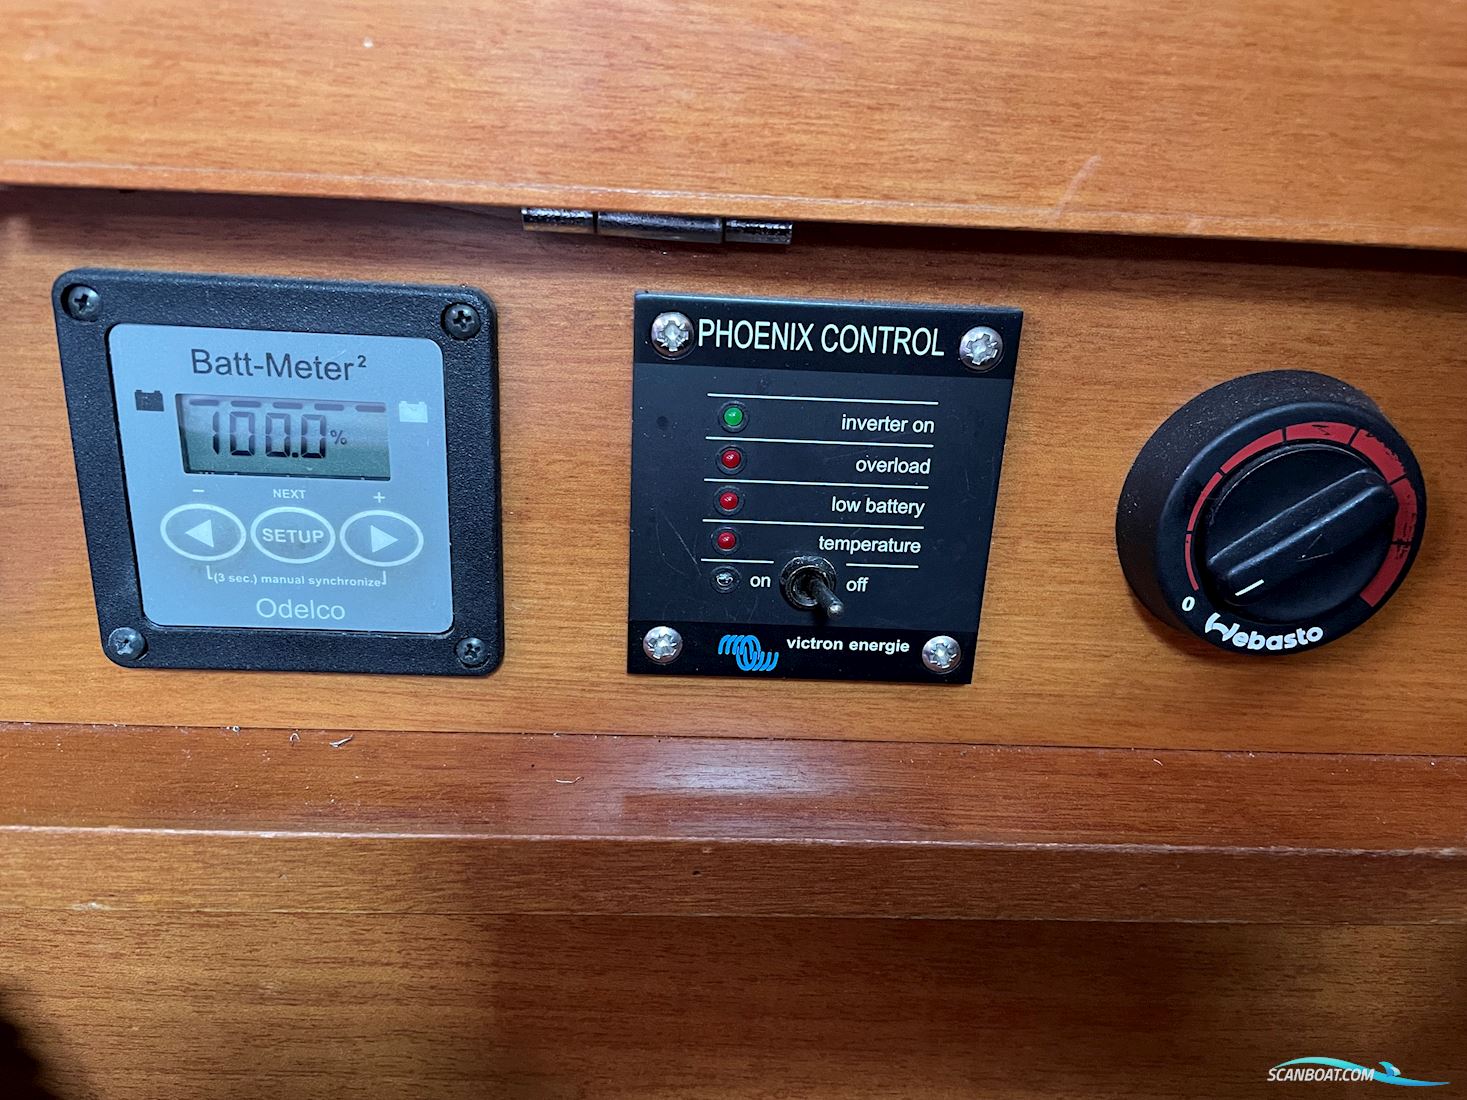 Batt-Meter²
100.0%
− NEXT +
SETUP
(3 sec.) manual synchronize
Odelco
PHOENIX CONTROL
inverter on
overload
low battery
temperature
on off
victron energie
0
Webasto
SCANBOAT.COM